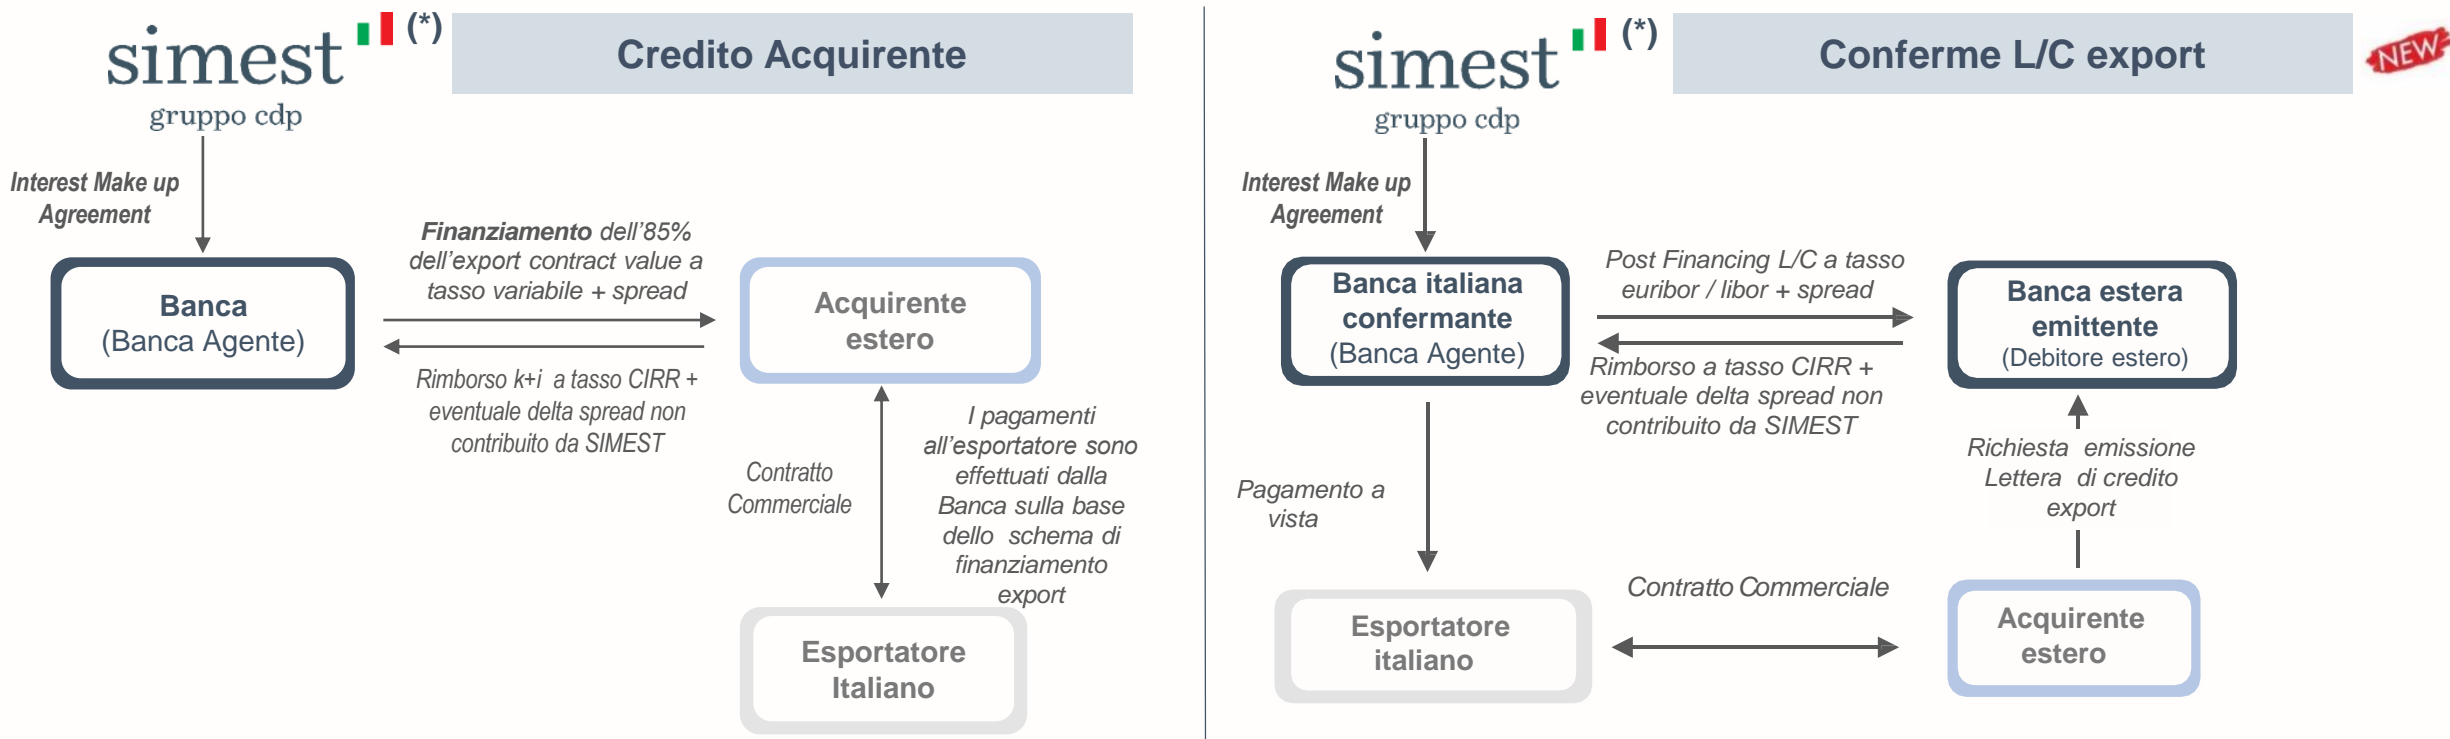 simest (*)
gruppo cdp
Credito Acquirente
Interest Make up
Agreement
Banca
(Banca Agente)
Finanziamento dell'85%
dell'export contract value a
tasso variabile + spread
Rimborso k+i a tasso CIRR +
eventuale delta spread non
contribuito da SIMEST
Acquirente
estero
Contratto
Commerciale
I pagamenti
all'esportatore sono
effettuati dalla
Banca sulla base
dello schema di
finanziamento
export
Esportatore
Italiano
simest (*)
gruppo cdp
Conferme L/C export
NEW
Interest Make up
Agreement
Banca italiana
confermante
(Banca Agente)
Post Financing L/C a tasso
euribor / libor + spread
Rimborso a tasso CIRR +
eventuale delta spread non
contribuito da SIMEST
Banca estera
emittente
(Debitore estero)
Pagamento a
vista
Richiesta emissione
Lettera di credito
export
Esportatore
italiano
Contratto Commerciale
Acquirente
estero